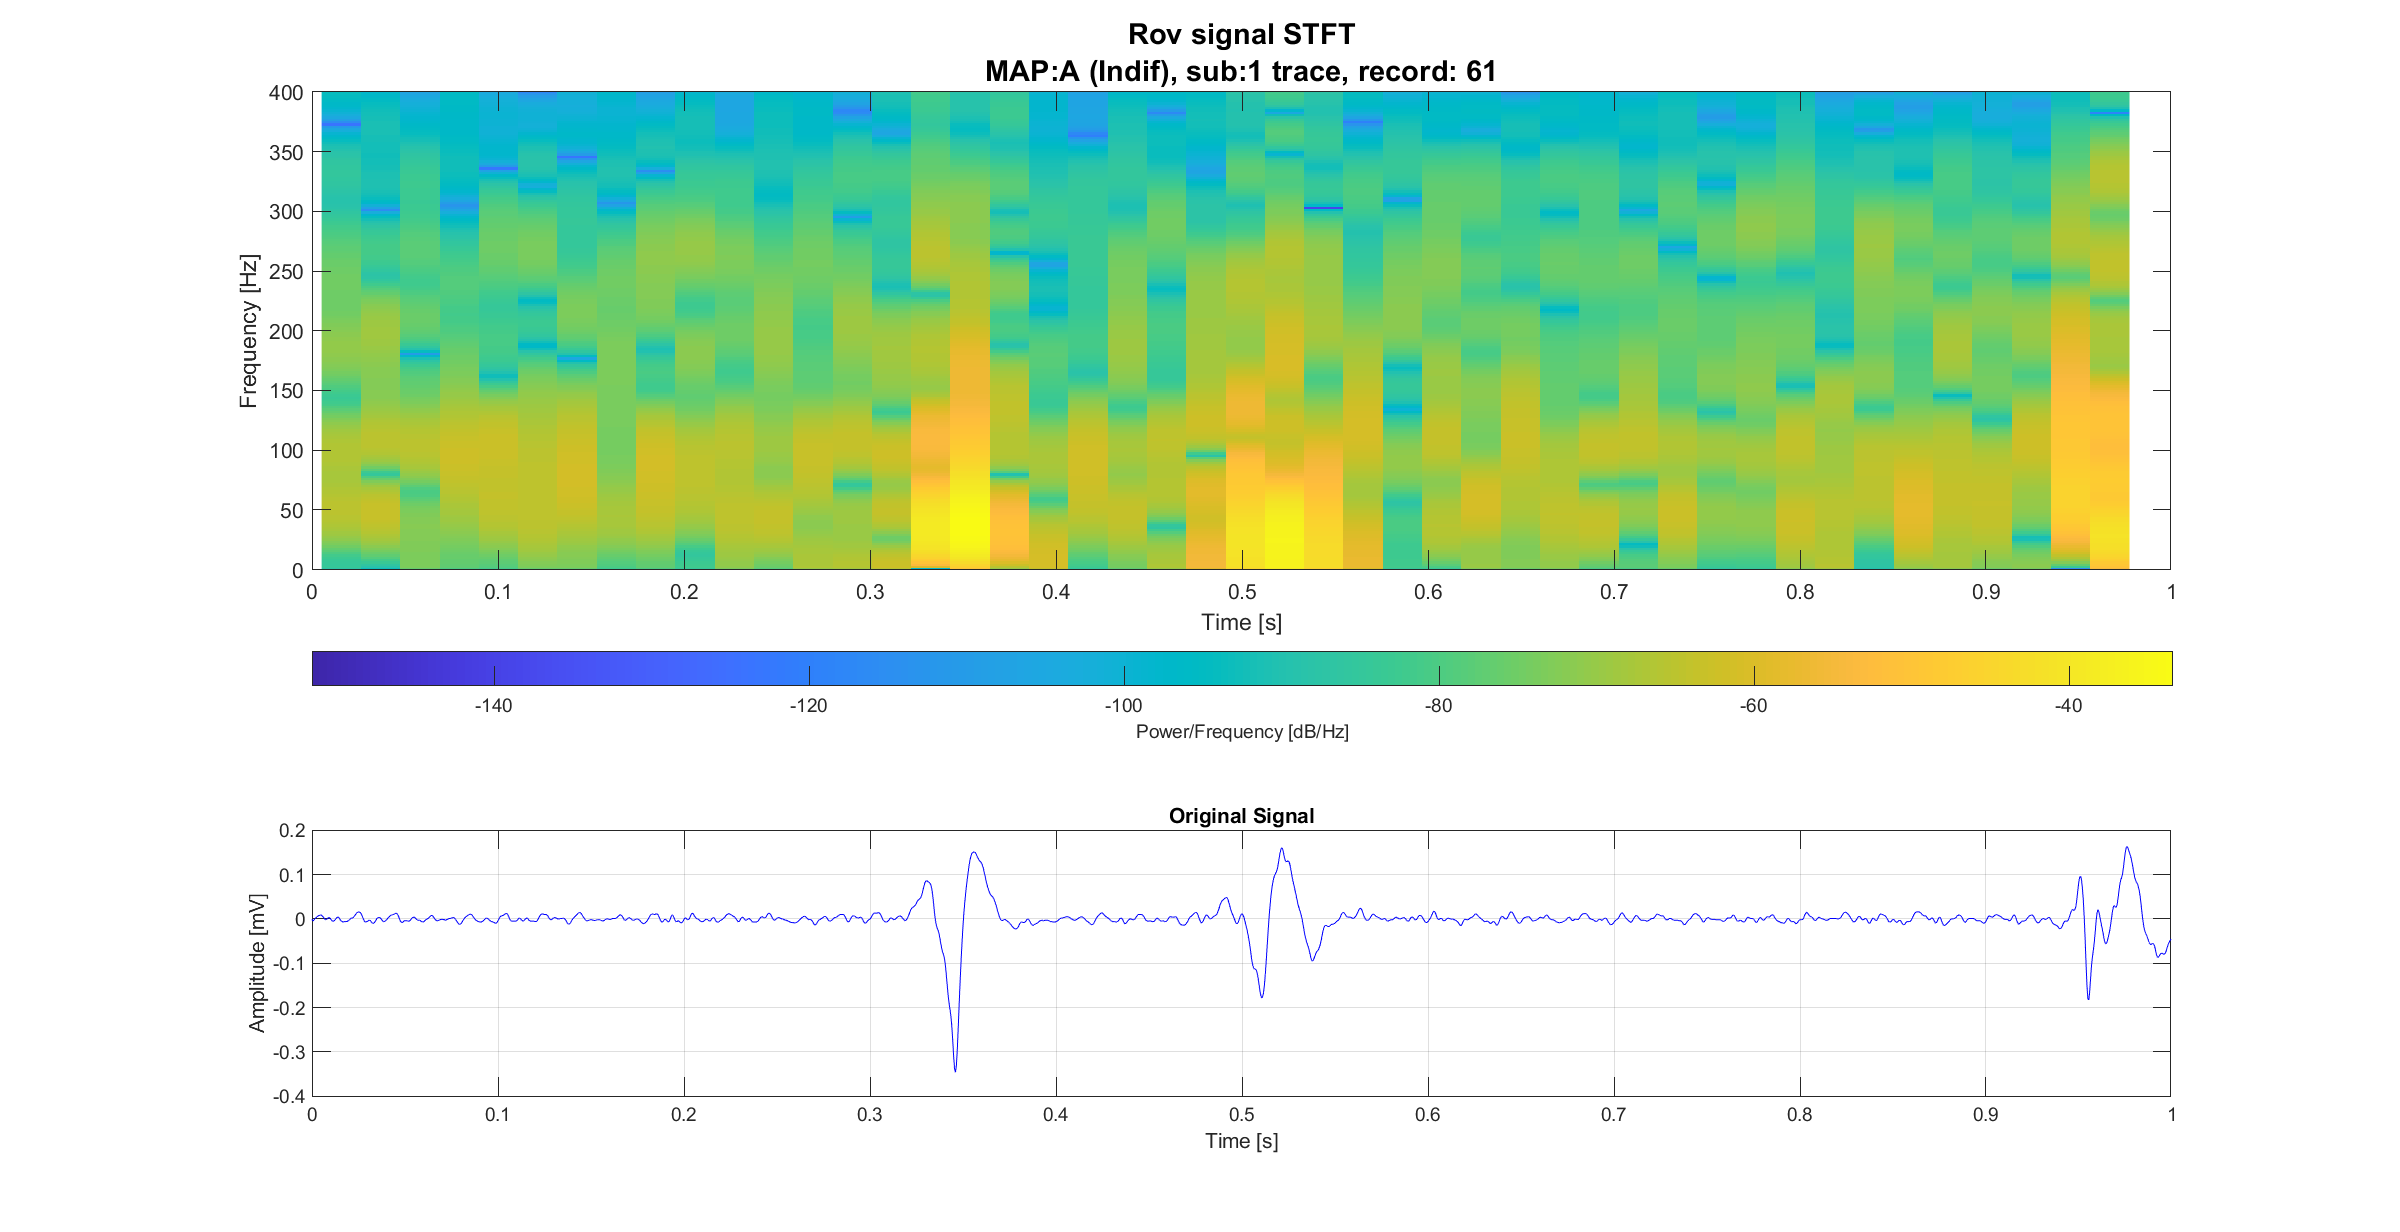 Rov signal STFT
MAP:A (Indif), sub:1 trace, record: 61
400
350
300
250
200
150
100
50
0
Frequency [Hz]
0 0.1 0.2 0.3 0.4 0.5 0.6 0.7 0.8 0.9 1
Time [s]
-140 -120 -100 -80 -60 -40
Power/Frequency [dB/Hz]
Original Signal
0.2
0.1
0
-0.1
-0.2
-0.3
-0.4
Amplitude [mV]
0 0.1 0.2 0.3 0.4 0.5 0.6 0.7 0.8 0.9 1
Time [s]